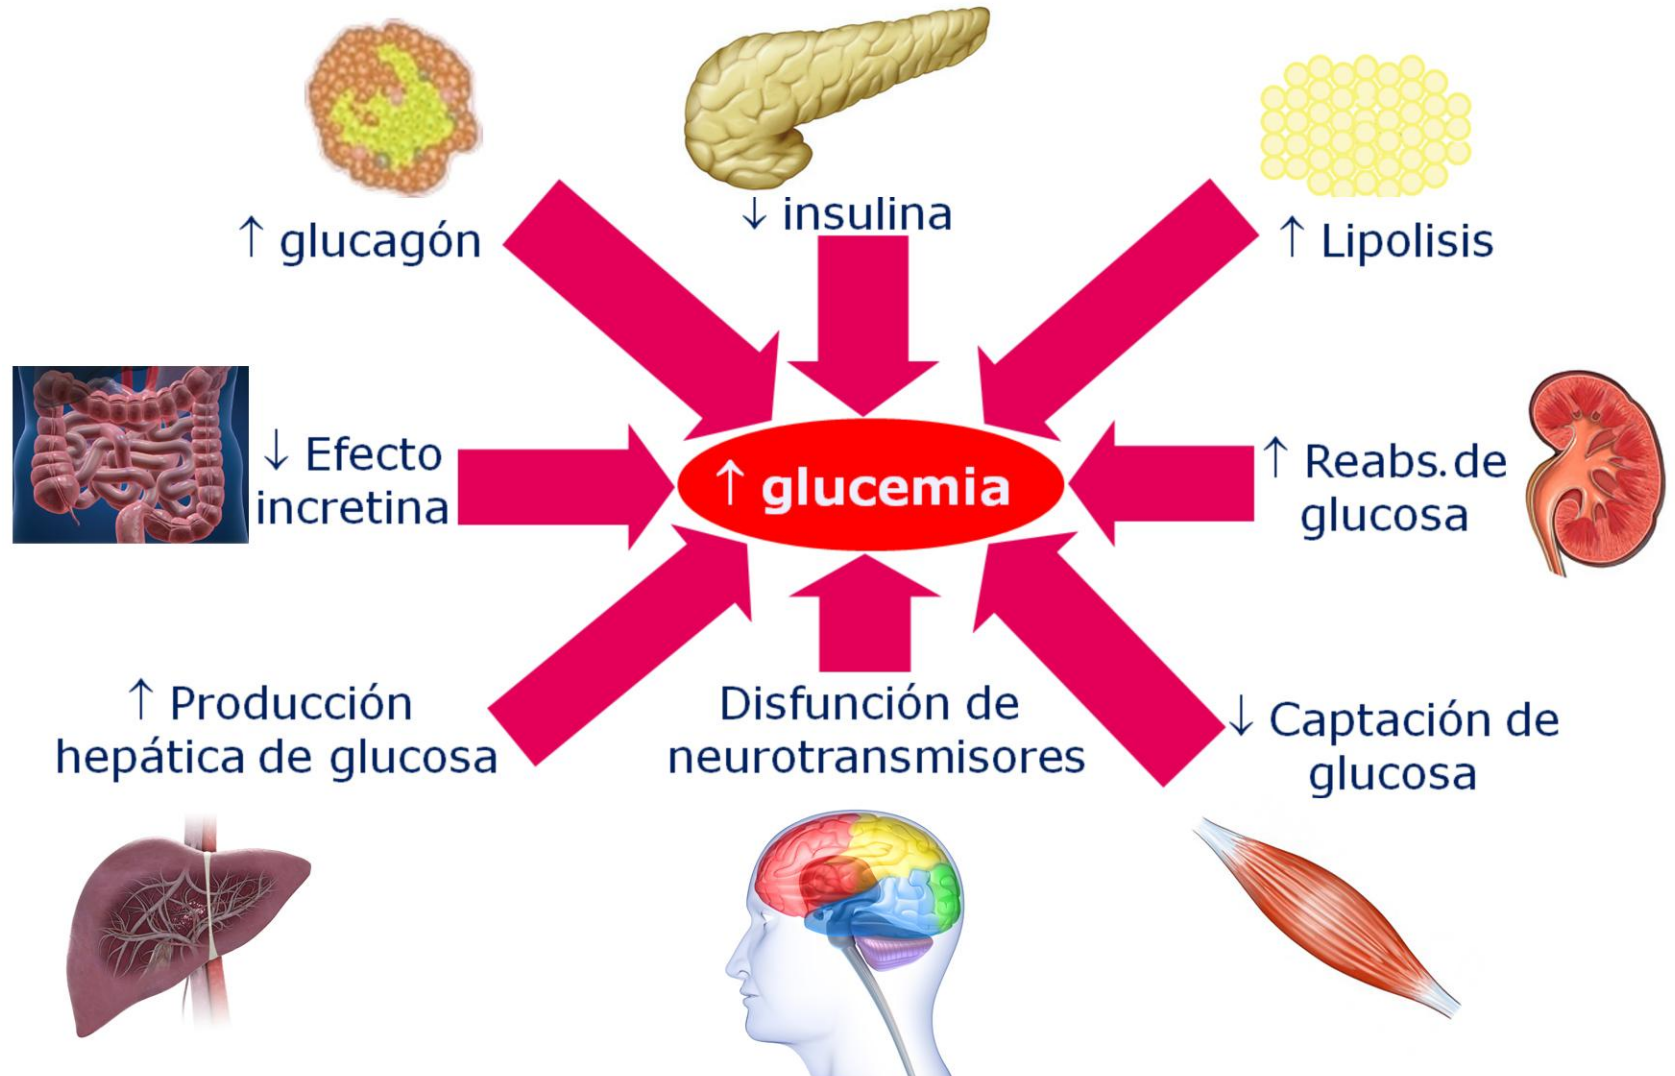 ↑ glucagón
↓ insulina
↑ Lipolisis
↓ Efecto
incretina
↑ glucemia
↑ Reabs.de
glucosa
↑ Producción
hepática de glucosa
Disfunción de
neurotransmisores
↓ Captación de
glucosa